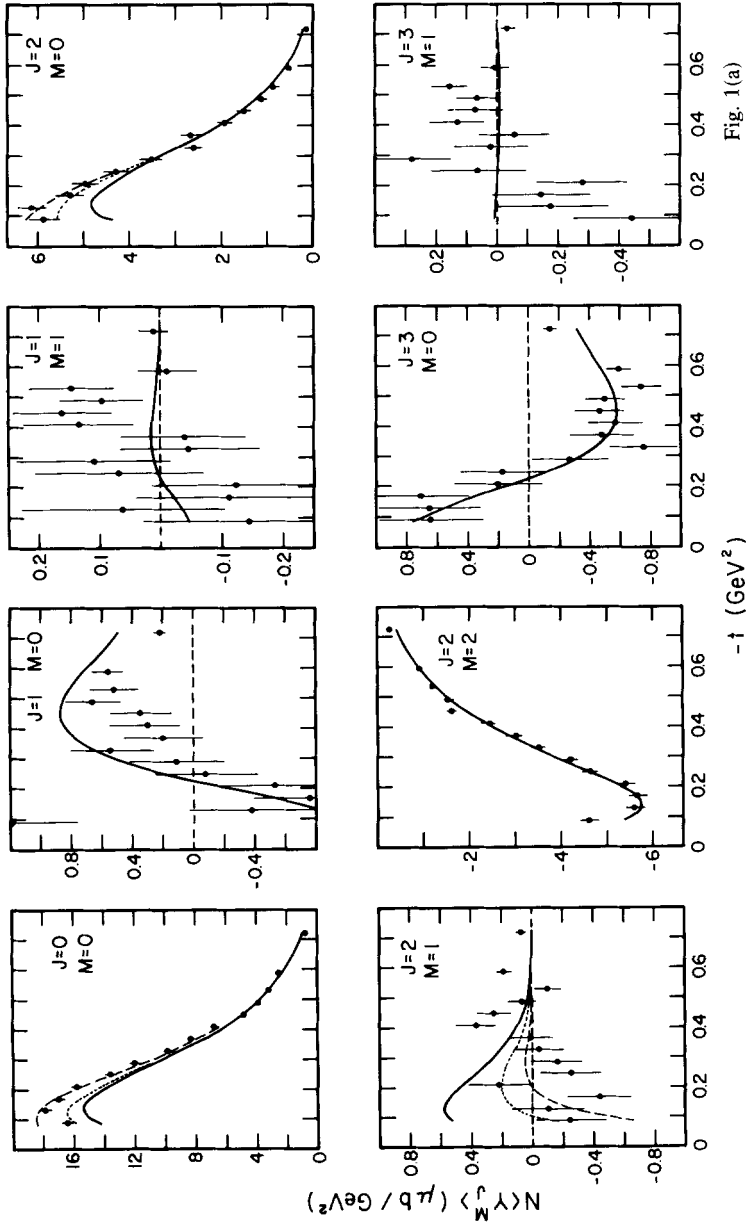 J=0
M=0
16
12
8
4
0
J=1 M=0
0.8
0.4
0
-0.4
J=1
M=1
0.2
0.1
-0.1
-0.2
J=2
M=0
6
4
2
0
J=2
M=1
0.8
0.4
0
-0.4
-0.8
0 0.2 0.4 0.6
J=2
M=2
-2
-4
-6
0 0.2 0.4 0.6
J=3
M=0
0.8
0.4
0
-0.4
-0.8
0 0.2 0.4 0.6
J=3
M=1
0.2
0
-0.2
-0.4
0 0.2 0.4 0.6
N⟨Y_J^M⟩ (μb/GeV²)
-t (GeV²)
Fig. 1(a)